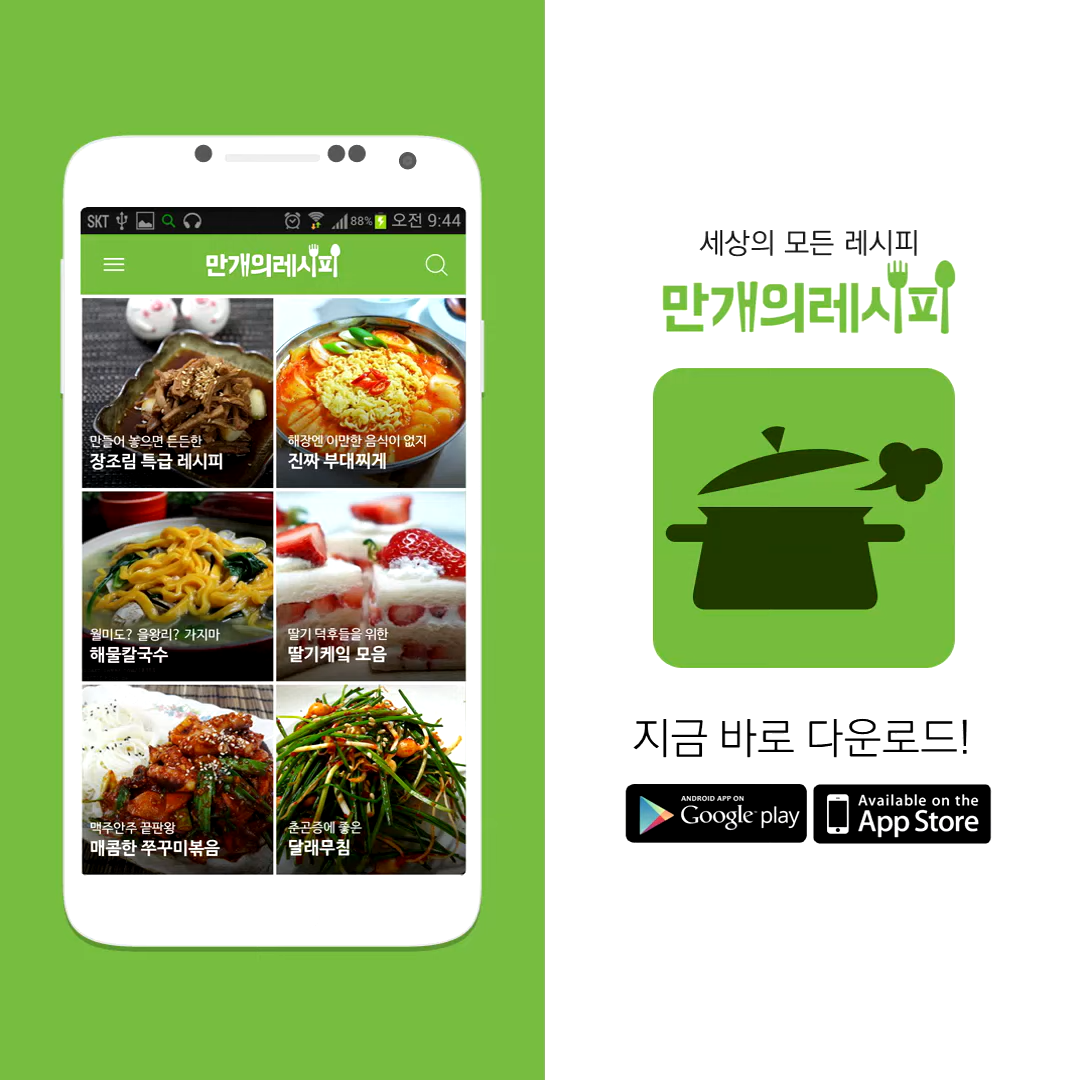 SKT 88% 오전 9:44
만개의레시피
만들어 놓으면 든든한
장조림 특급 레시피
해장엔 이만한 음식이 없지
진짜 부대찌게
월미도? 을왕리? 가지마
해물칼국수
딸기 덕후들을 위한
딸기케잌 모음
맥주안주 끝판왕
매콤한 쭈꾸미볶음
춘곤증에 좋은
달래무침
세상의 모든 레시피
만개의레시피
지금 바로 다운로드!
ANDROID APP ON
Google play
Available on the
App Store